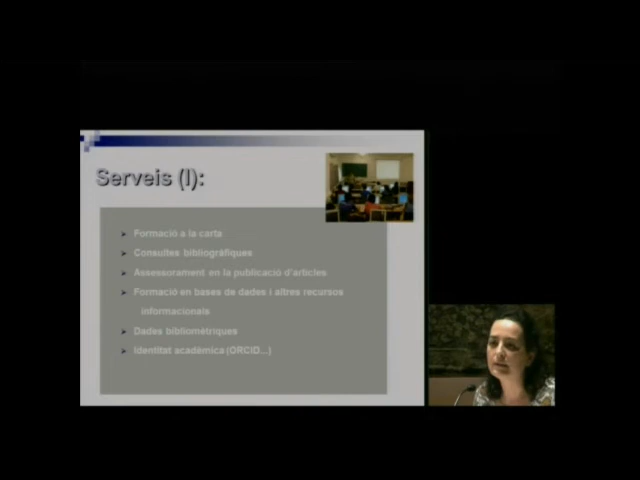 Serveis (I):
Formació a la carta
Consultes bibliogràfiques
Assessorament en la publicació d'articles
Formació en bases de dades i altres recursos
informacionals
Dades bibliomètriques
Identitat acadèmica (ORCID...)